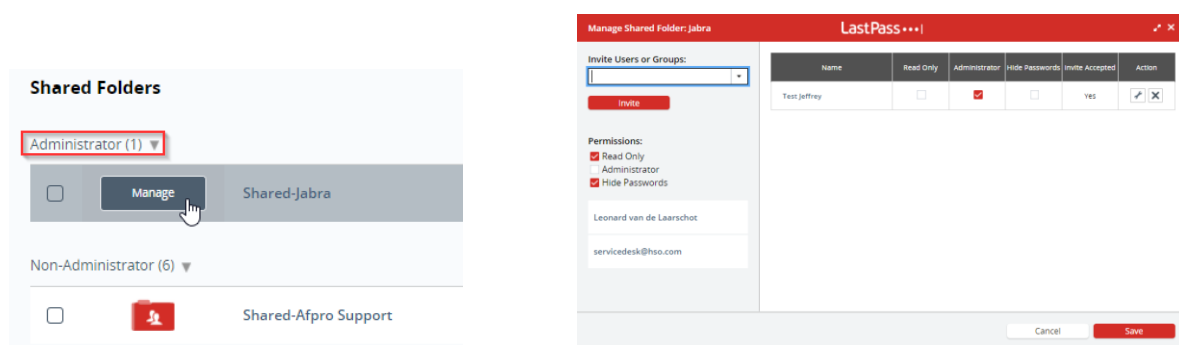 Shared Folders
Administrator (1) ▼
Manage
Shared-Jabra
Non-Administrator (6) ▼
Shared-Afpro Support
Manage Shared Folder: Jabra
LastPass •••|
Invite Users or Groups:
Invite
Permissions:
Read Only
Administrator
Hide Passwords
Leonard van de Laarschot
servicedesk@hso.com
Name Read Only Administrator Hide Passwords Invite Accepted Action
Test Jeffrey Yes
Cancel Save